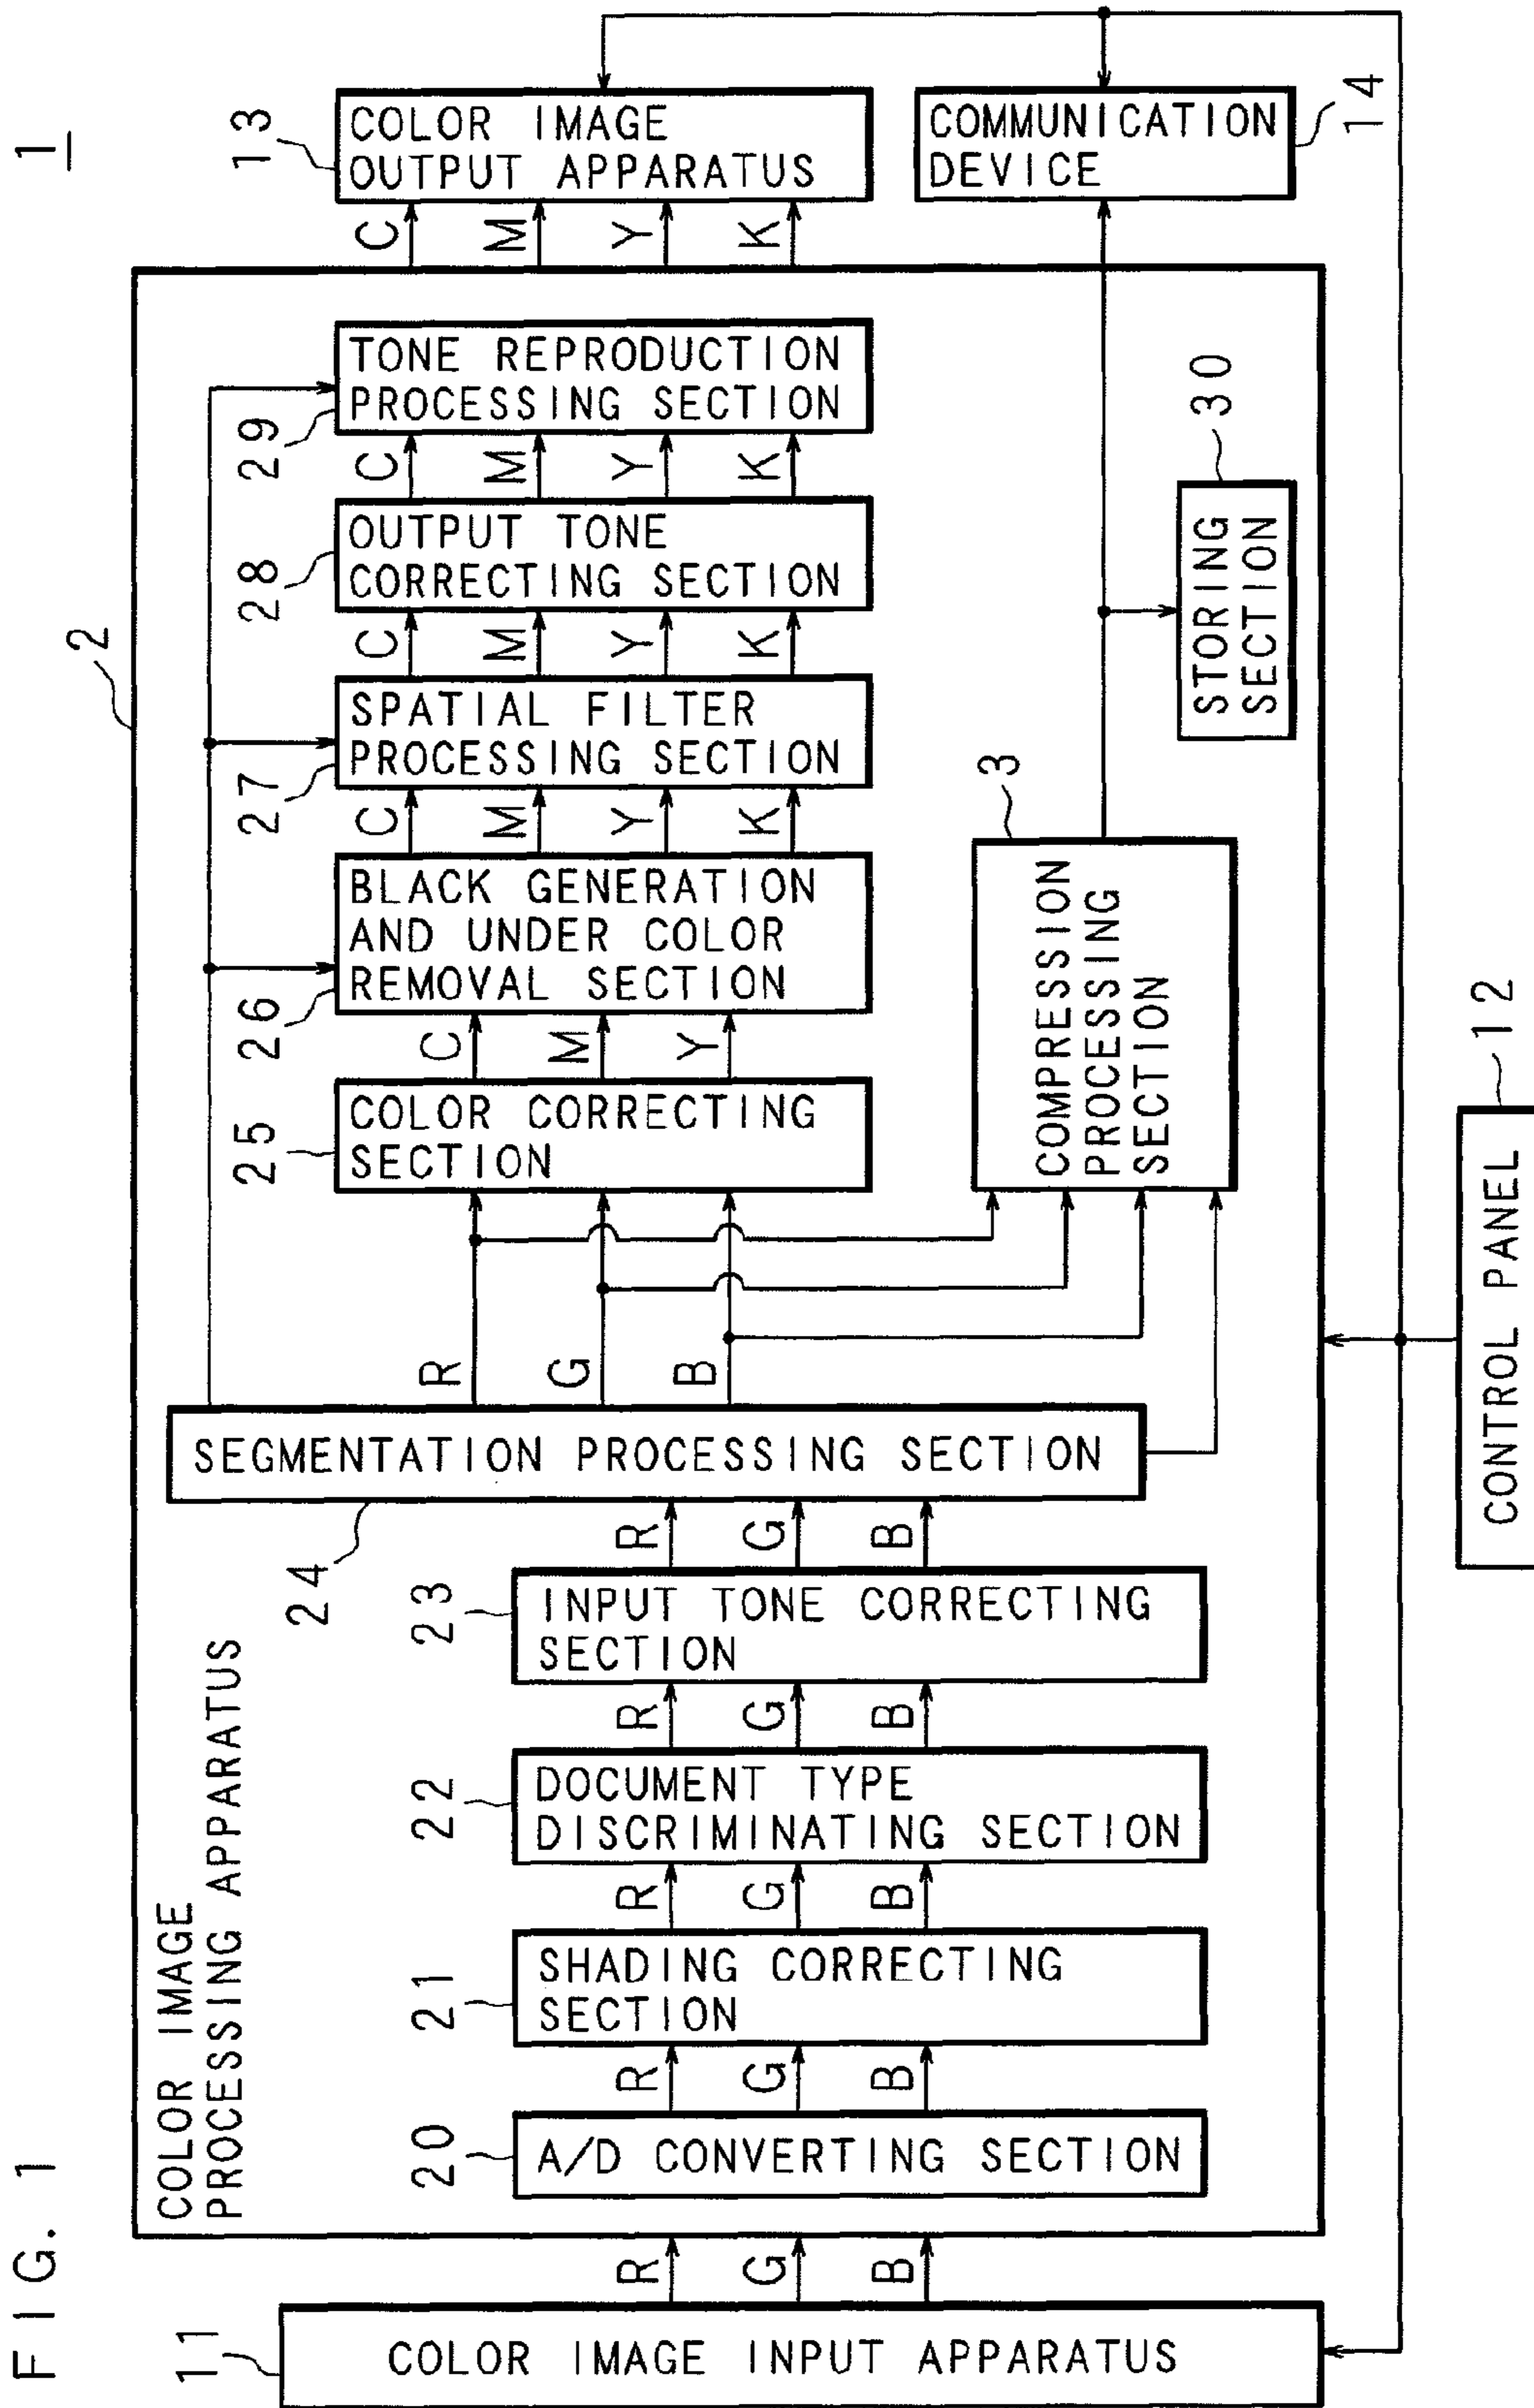 FIG. 1
1
11
COLOR IMAGE INPUT APPARATUS
R
G
B
2
COLOR IMAGE
PROCESSING APPARATUS
20
A/D CONVERTING SECTION
R
G
B
21
SHADING CORRECTING
SECTION
R
G
B
22
DOCUMENT TYPE
DISCRIMINATING SECTION
R
G
B
23
INPUT TONE CORRECTING
SECTION
R
G
B
24
SEGMENTATION PROCESSING SECTION
R
G
B
25
COLOR CORRECTING
SECTION
C
M
Y
26
BLACK GENERATION
AND UNDER COLOR
REMOVAL SECTION
C
M
Y
K
27
SPATIAL FILTER
PROCESSING SECTION
C
M
Y
K
28
OUTPUT TONE
CORRECTING SECTION
C
M
Y
K
29
TONE REPRODUCTION
PROCESSING SECTION
C
M
Y
K
13
COLOR IMAGE
OUTPUT APPARATUS
3
COMPRESSION
PROCESSING
SECTION
30
STORING
SECTION
COMMUNICATION
DEVICE
14
12
CONTROL PANEL